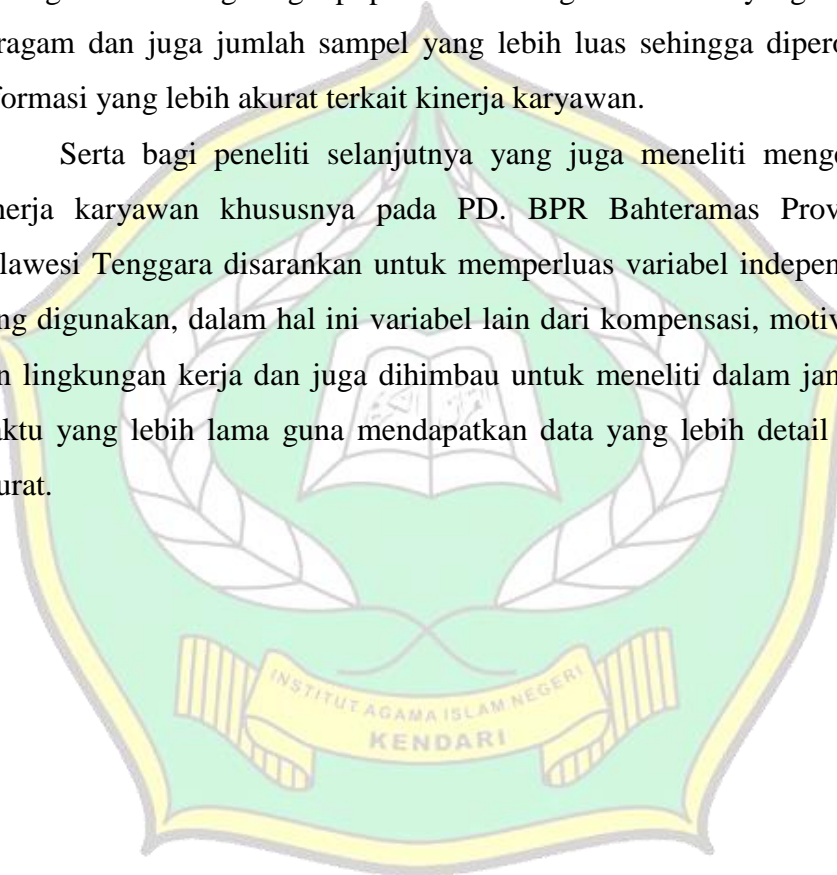 ragam dan juga jumlah sampel yang lebih luas sehingga dipero
formasi yang lebih akurat terkait kinerja karyawan.
Serta bagi peneliti selanjutnya yang juga meneliti menge
nerja karyawan khususnya pada PD. BPR Bahteramas Prov
lawesi Tenggara disarankan untuk memperluas variabel indepen
ng digunakan, dalam hal ini variabel lain dari kompensasi, motiv
n lingkungan kerja dan juga dihimbau untuk meneliti dalam jan
ktu yang lebih lama guna mendapatkan data yang lebih detail
urat.
INSTITUT AGAMA ISLAM NEGERI
KENDARI